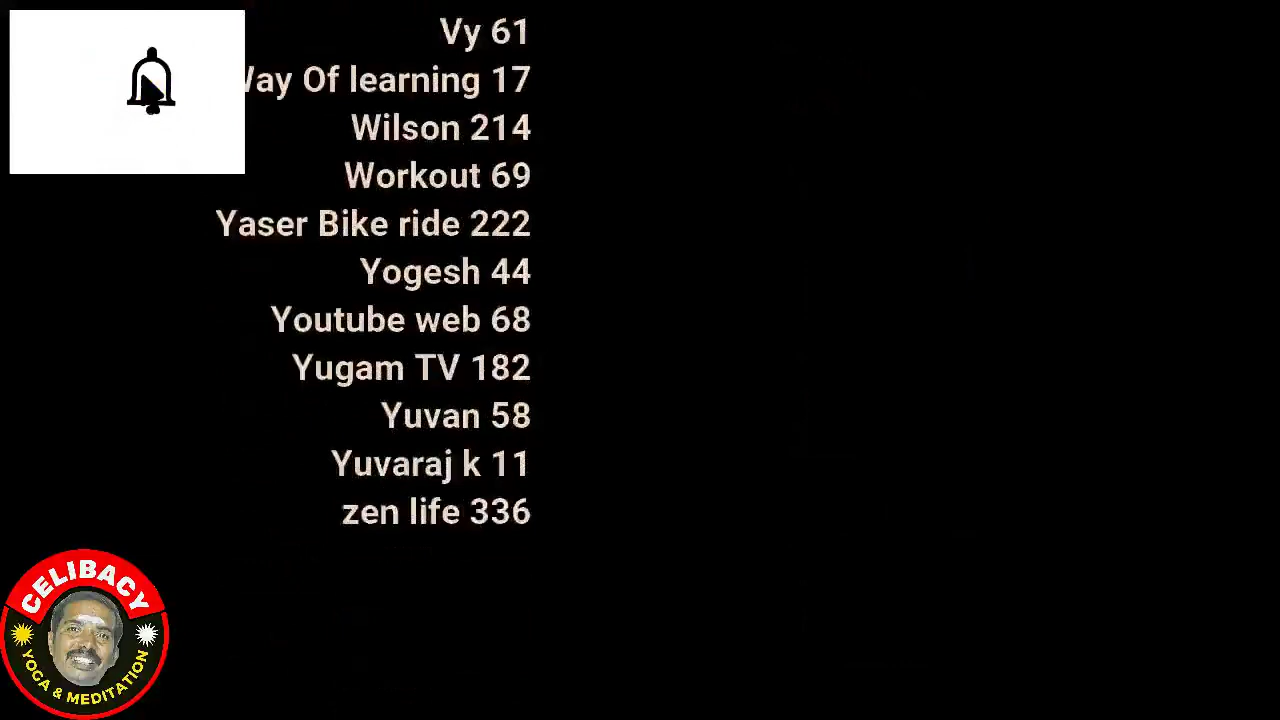 Vy 61
Way Of learning 17
Wilson 214
Workout 69
Yaser Bike ride 222
Yogesh 44
Youtube web 68
Yugam TV 182
Yuvan 58
Yuvaraj k 11
zen life 336
CELIBACY
YOGA & MEDITATION